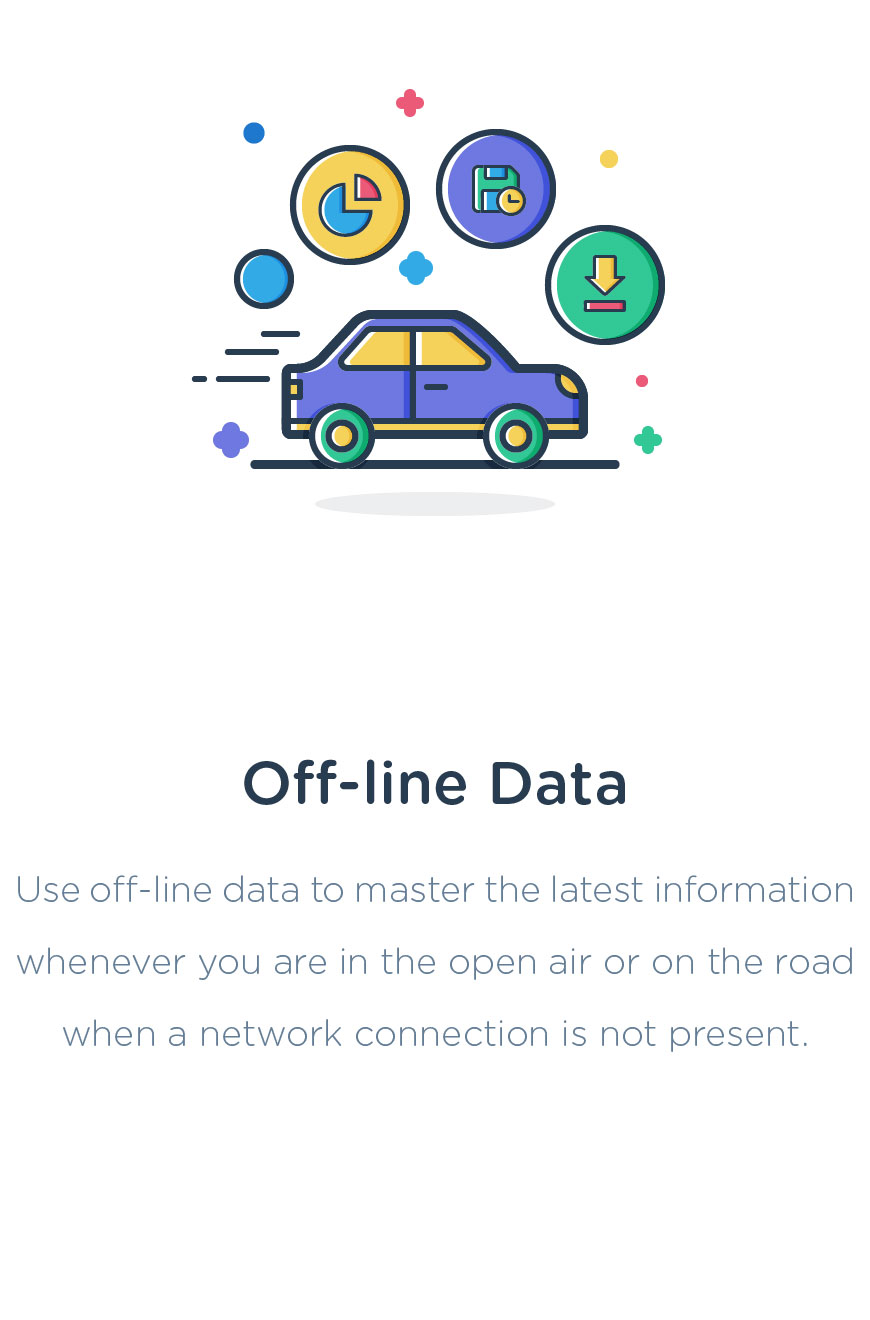 Off-line Data
Use off-line data to master the latest information
whenever you are in the open air or on the road
when a network connection is not present.